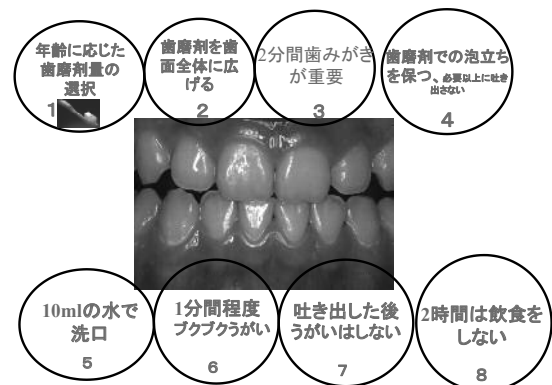 年齢に応じた
歯磨剤量の
選択
1
歯磨剤を歯
面全体に広
げる
2
2分間歯みがき
が重要
3
歯磨剤での泡立ち
を保つ、必要以上に吐き
出さない
4
10mlの水で
洗口
5
1分間程度
ブクブクうがい
6
吐き出した後
うがいはしない
7
2時間は飲食を
しない
8